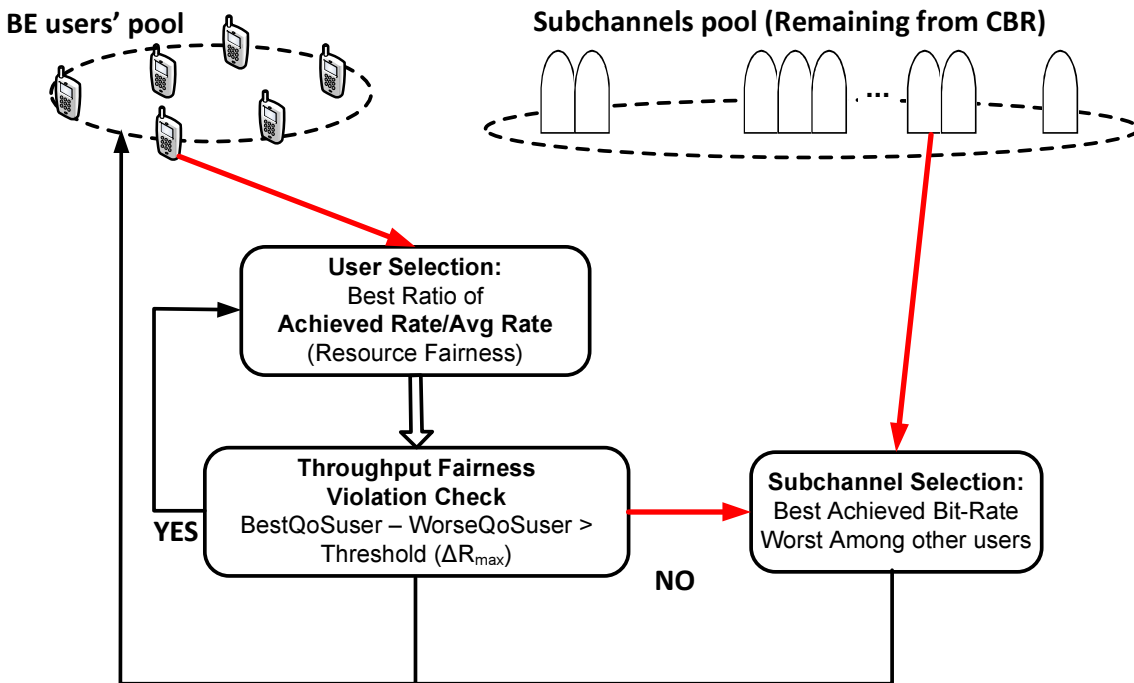 BE users’ pool
Subchannels pool (Remaining from CBR)
...
User Selection:
Best Ratio of
Achieved Rate/Avg Rate
(Resource Fairness)
Throughput Fairness
Violation Check
BestQoSuser – WorseQoSuser >
Threshold (ΔRmax)
YES
NO
Subchannel Selection:
Best Achieved Bit-Rate
Worst Among other users